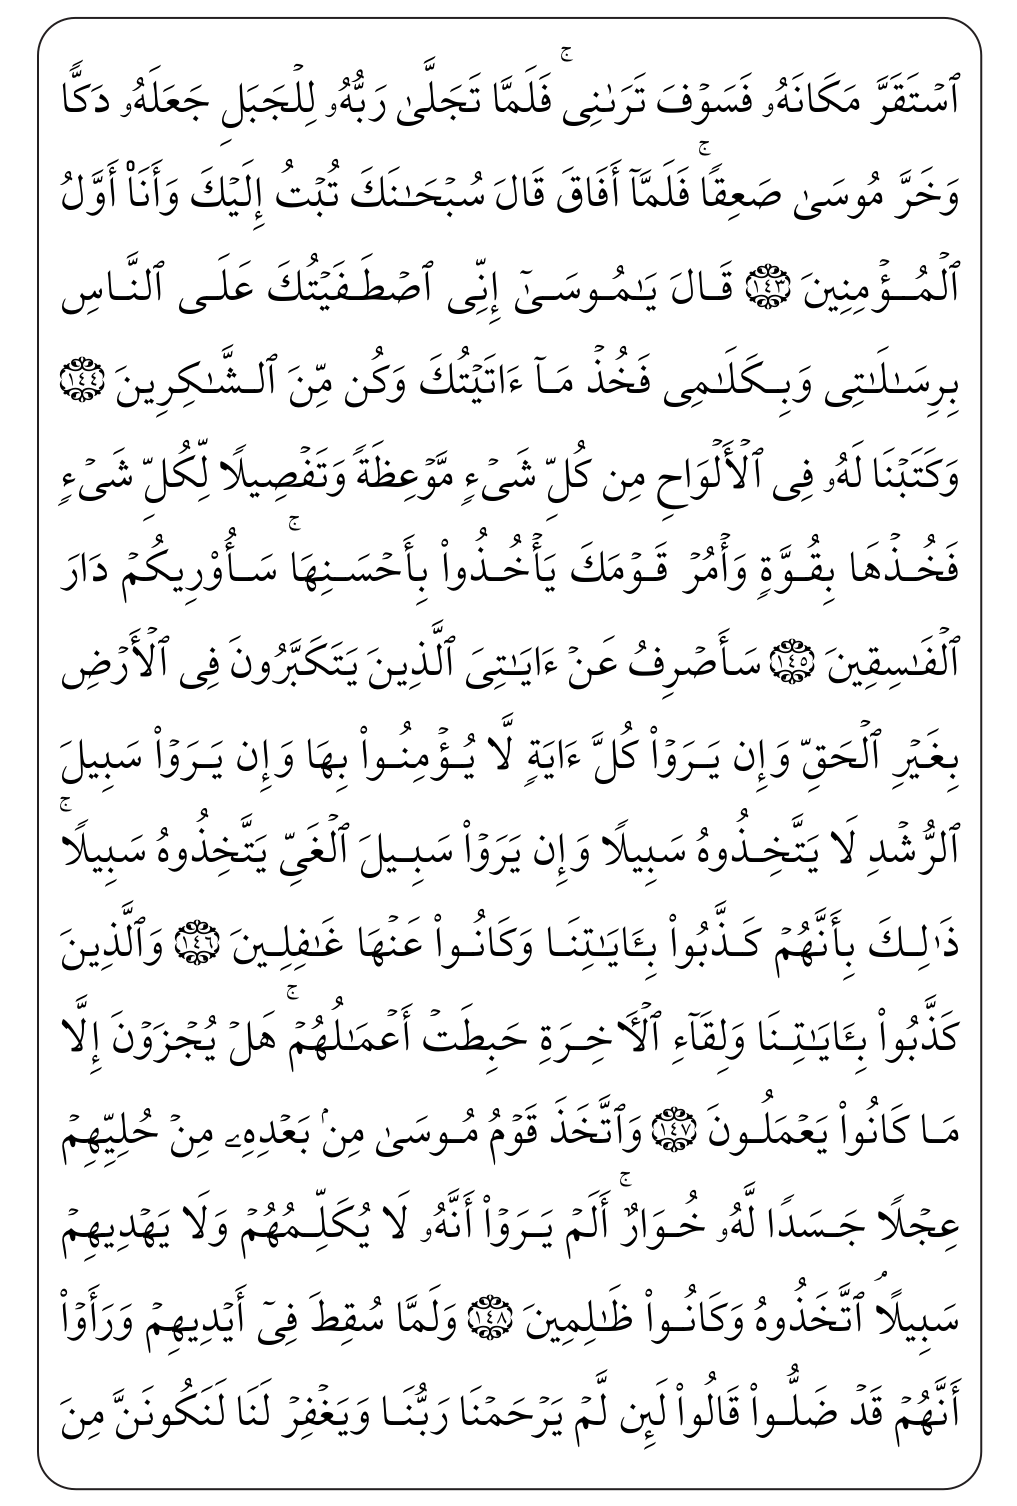 ٱسۡتَقَرَّ مَكَانَهُۥ فَسَوۡفَ تَرَىٰنِىۚ فَلَمَّا تَجَلَّىٰ رَبُّهُۥ لِلۡجَبَلِ جَعَلَهُۥ دَكًّا
وَخَرَّ مُوسَىٰ صَعِقًاۚ فَلَمَّآ أَفَاقَ قَالَ سُبۡحَـٰنَكَ تُبۡتُ إِلَيۡكَ وَأَنَا۠ أَوَّلُ
ٱلۡمُؤۡمِنِينَ ١٤٣ قَالَ يَـٰمُوسَىٰٓ إِنِّى ٱصۡطَفَيۡتُكَ عَلَى ٱلنَّاسِ
بِرِسَـٰلَـٰتِى وَبِكَلَـٰمِى فَخُذۡ مَآ ءَاتَيۡتُكَ وَكُن مِّنَ ٱلشَّـٰكِرِينَ ١٤٤
وَكَتَبۡنَا لَهُۥ فِى ٱلۡأَلۡوَاحِ مِن كُلِّ شَىۡءٍ مَّوۡعِظَةً وَتَفۡصِيلًا لِّكُلِّ شَىۡءٍ
فَخُذۡهَا بِقُوَّةٍ وَأۡمُرۡ قَوۡمَكَ يَأۡخُذُوا۟ بِأَحۡسَنِهَاۚ سَأُو۟رِيكُمۡ دَارَ
ٱلۡفَـٰسِقِينَ ١٤٥ سَأَصۡرِفُ عَنۡ ءَايَـٰتِىَ ٱلَّذِينَ يَتَكَبَّرُونَ فِى ٱلۡأَرۡضِ
بِغَيۡرِ ٱلۡحَقِّ وَإِن يَرَوۡا۟ كُلَّ ءَايَةٍ لَّا يُؤۡمِنُوا۟ بِهَا وَإِن يَرَوۡا۟ سَبِيلَ
ٱلرُّشۡدِ لَا يَتَّخِذُوهُ سَبِيلًا وَإِن يَرَوۡا۟ سَبِيلَ ٱلۡغَىِّ يَتَّخِذُوهُ سَبِيلًاۚ
ذَٰلِكَ بِأَنَّهُمۡ كَذَّبُوا۟ بِـَٔايَـٰتِنَا وَكَانُوا۟ عَنۡهَا غَـٰفِلِينَ ١٤٦ وَٱلَّذِينَ
كَذَّبُوا۟ بِـَٔايَـٰتِنَا وَلِقَآءِ ٱلۡـَٔاخِرَةِ حَبِطَتۡ أَعۡمَـٰلُهُمۡۚ هَلۡ يُجۡزَوۡنَ إِلَّا
مَا كَانُوا۟ يَعۡمَلُونَ ١٤٧ وَٱتَّخَذَ قَوۡمُ مُوسَىٰ مِنۢ بَعۡدِهِۦ مِنۡ حُلِيِّهِمۡ
عِجۡلًا جَسَدًا لَّهُۥ خُوَارٌۚ أَلَمۡ يَرَوۡا۟ أَنَّهُۥ لَا يُكَلِّمُهُمۡ وَلَا يَهۡدِيهِمۡ
سَبِيلًاۘ ٱتَّخَذُوهُ وَكَانُوا۟ ظَـٰلِمِينَ ١٤٨ وَلَمَّا سُقِطَ فِىٓ أَيۡدِيهِمۡ وَرَأَوۡا۟
أَنَّهُمۡ قَدۡ ضَلُّوا۟ قَالُوا۟ لَئِن لَّمۡ يَرۡحَمۡنَا رَبُّنَا وَيَغۡفِرۡ لَنَا لَنَكُونَنَّ مِنَ